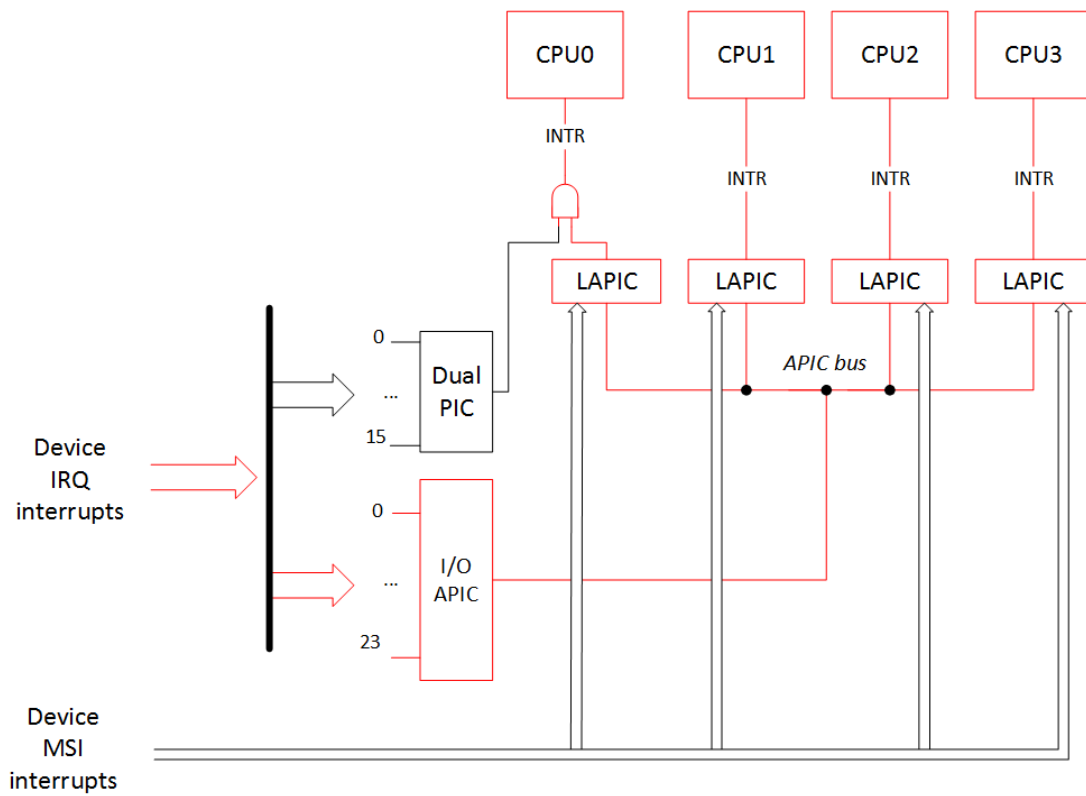 CPU0
CPU1
CPU2
CPU3
INTR
INTR
INTR
INTR
LAPIC
LAPIC
LAPIC
LAPIC
0
...
15
Dual
PIC
APIC bus
Device
IRQ
interrupts
0
...
23
I/O
APIC
Device
MSI
interrupts